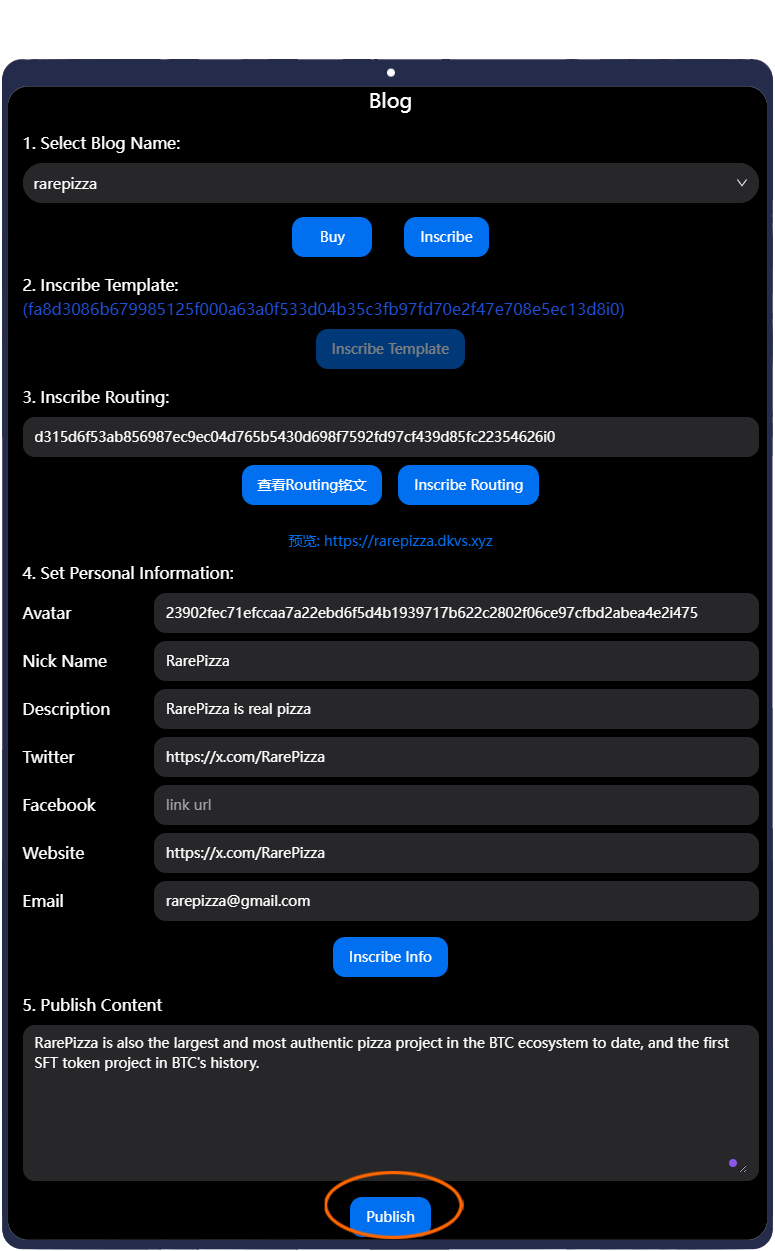 Blog
1. Select Blog Name:
rarepizza
Buy
Inscribe
2. Inscribe Template:
(fa8d3086b679985125f000a63a0f533d04b35c3fb97fd70e2f47e708e5ec13d8i0)
Inscribe Template
3. Inscribe Routing:
d315d6f53ab856987ec9ec04d765b5430d698f7592fd97cf439d85fc22354626i0
查看Routing铭文
Inscribe Routing
预览: https://rarepizza.dkvs.xyz
4. Set Personal Information:
Avatar
23902fec71efccaa7a22ebd6f5d4b1939717b622c2802f06ce97cfbd2abea4e2i475
Nick Name
RarePizza
Description
RarePizza is real pizza
Twitter
https://x.com/RarePizza
Facebook
link url
Website
https://x.com/RarePizza
Email
rarepizza@gmail.com
Inscribe Info
5. Publish Content
RarePizza is also the largest and most authentic pizza project in the BTC ecosystem to date, and the first
SFT token project in BTC's history.
Publish